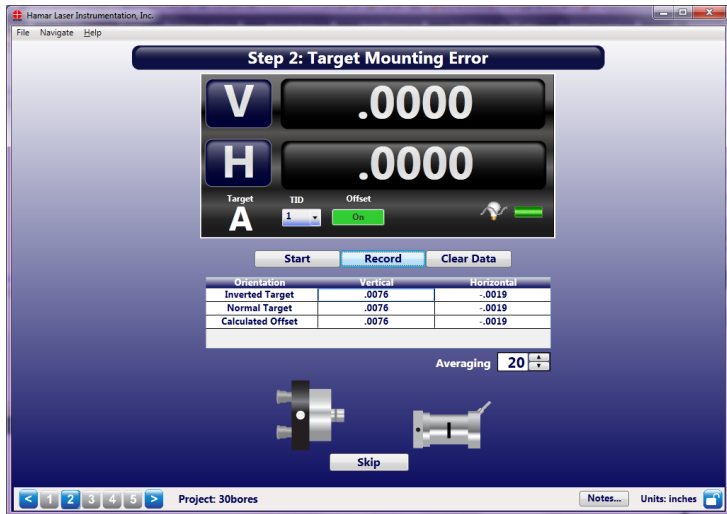 Hamar Laser Instrumentation, Inc.
File Navigate Help
Step 2: Target Mounting Error
V .0000
H .0000
Target TID Offset
A 1 On
Start Record Clear Data
Orientation Vertical Horizontal
Inverted Target .0076 -.0019
Normal Target .0076 -.0019
Calculated Offset .0076 -.0019
Averaging 20
Skip
< 1 2 3 4 5 > Project: 30bores Notes... Units: inches